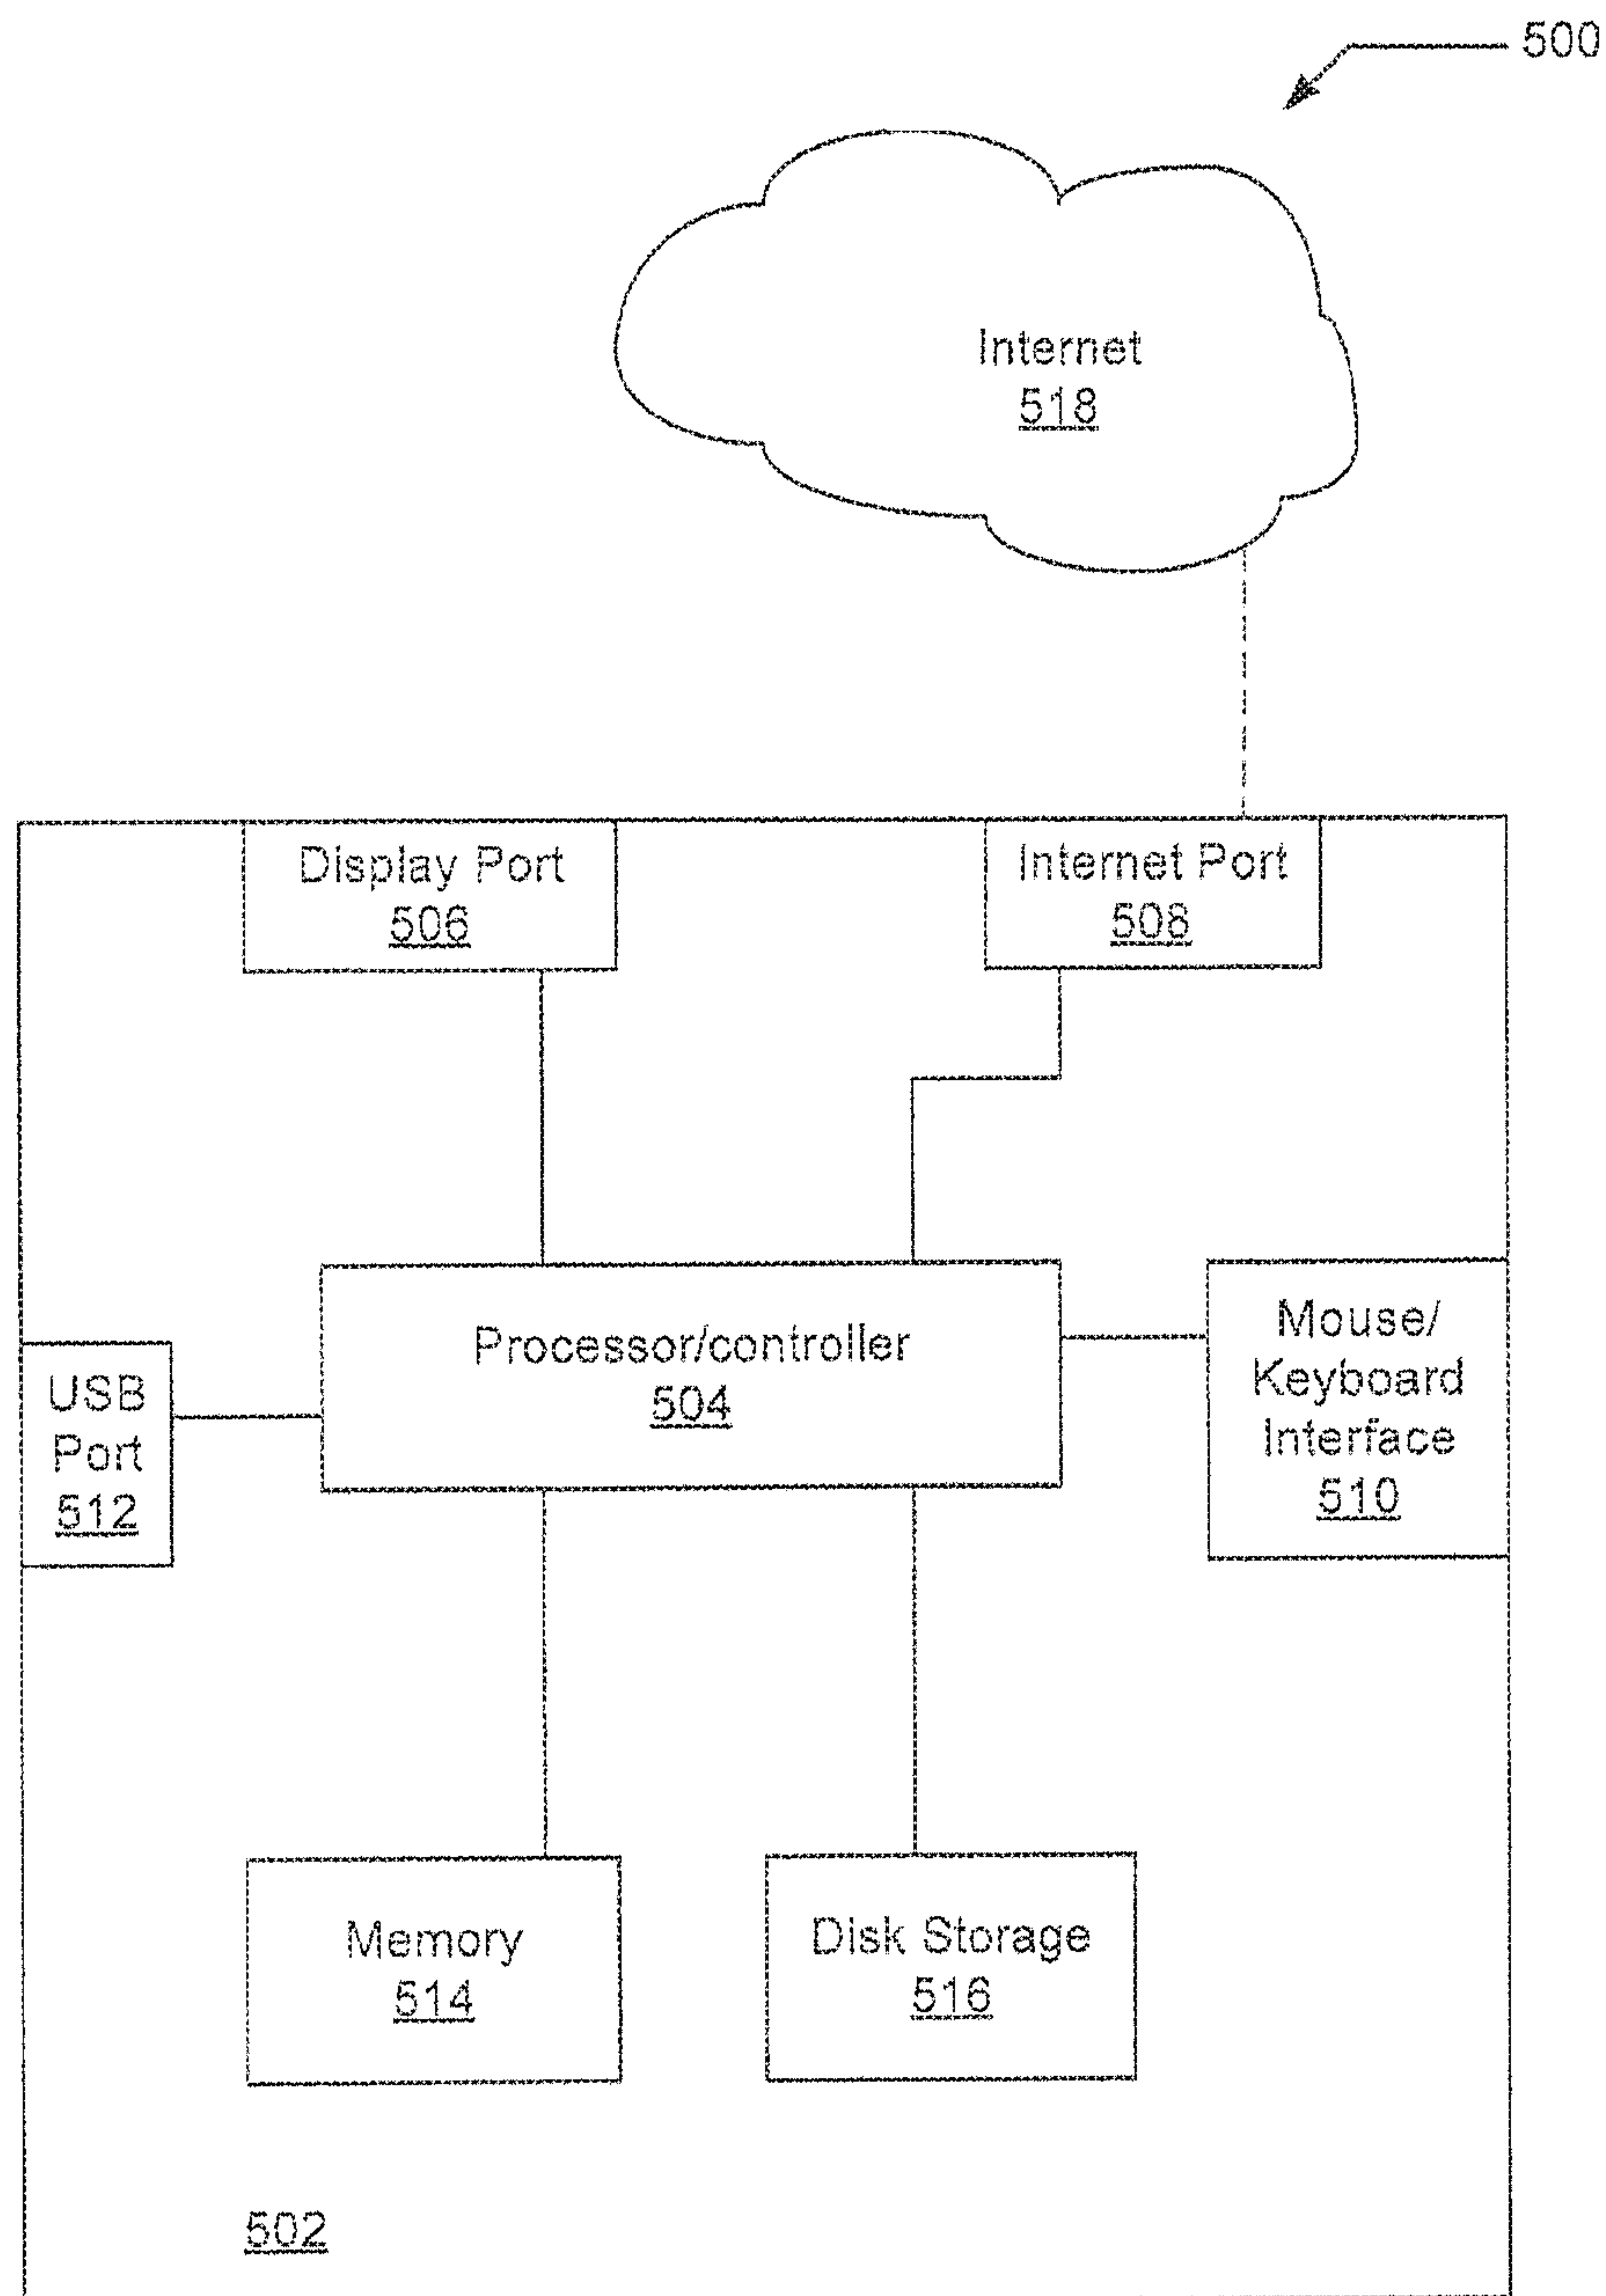 500
Internet
518
Display Port
506
Internet Port
508
Processor/controller
504
Mouse/
Keyboard
Interface
510
USB
Port
512
Memory
514
Disk Storage
516
502